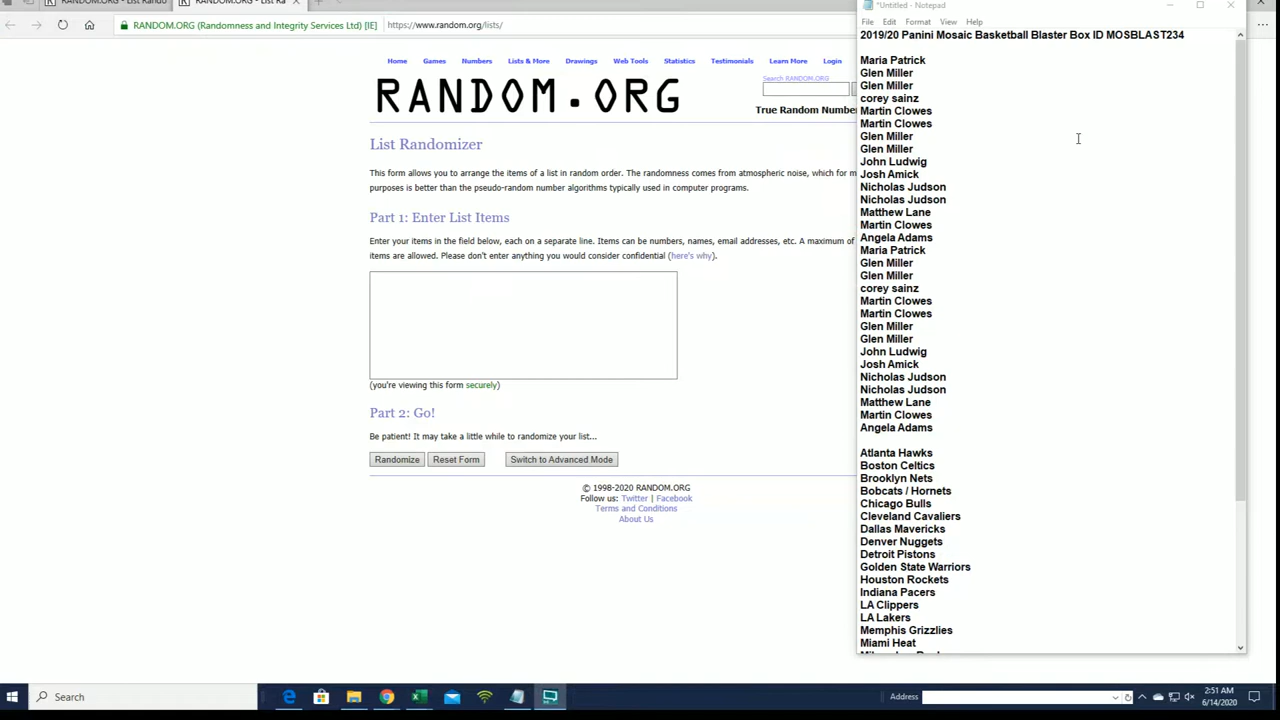 RANDOM.ORG - List Rando
RANDOM.ORG - List Ra
RANDOM.ORG (Randomness and Integrity Services Ltd) [IE]
https://www.random.org/lists/
Home
Games
Numbers
Lists & More
Drawings
Web Tools
Statistics
Testimonials
Learn More
Login
Search RANDOM.ORG
RANDOM.ORG
True Random Number
List Randomizer
This form allows you to arrange the items of a list in random order. The randomness comes from atmospheric noise, which for m
purposes is better than the pseudo-random number algorithms typically used in computer programs.
Part 1: Enter List Items
Enter your items in the field below, each on a separate line. Items can be numbers, names, email addresses, etc. A maximum of
items are allowed. Please don't enter anything you would consider confidential (here's why).
(you're viewing this form securely)
Part 2: Go!
Be patient! It may take a little while to randomize your list...
Randomize
Reset Form
Switch to Advanced Mode
© 1998-2020 RANDOM.ORG
Follow us: Twitter | Facebook
Terms and Conditions
About Us
*Untitled - Notepad
File Edit Format View Help
2019/20 Panini Mosaic Basketball Blaster Box ID MOSBLAST234
Maria Patrick
Glen Miller
Glen Miller
corey sainz
Martin Clowes
Martin Clowes
Glen Miller
Glen Miller
John Ludwig
Josh Amick
Nicholas Judson
Nicholas Judson
Matthew Lane
Martin Clowes
Angela Adams
Maria Patrick
Glen Miller
Glen Miller
corey sainz
Martin Clowes
Martin Clowes
Glen Miller
Glen Miller
John Ludwig
Josh Amick
Nicholas Judson
Nicholas Judson
Matthew Lane
Martin Clowes
Angela Adams
Atlanta Hawks
Boston Celtics
Brooklyn Nets
Bobcats / Hornets
Chicago Bulls
Cleveland Cavaliers
Dallas Mavericks
Denver Nuggets
Detroit Pistons
Golden State Warriors
Houston Rockets
Indiana Pacers
LA Clippers
LA Lakers
Memphis Grizzlies
Miami Heat
Search
Address
2:51 AM
6/14/2020